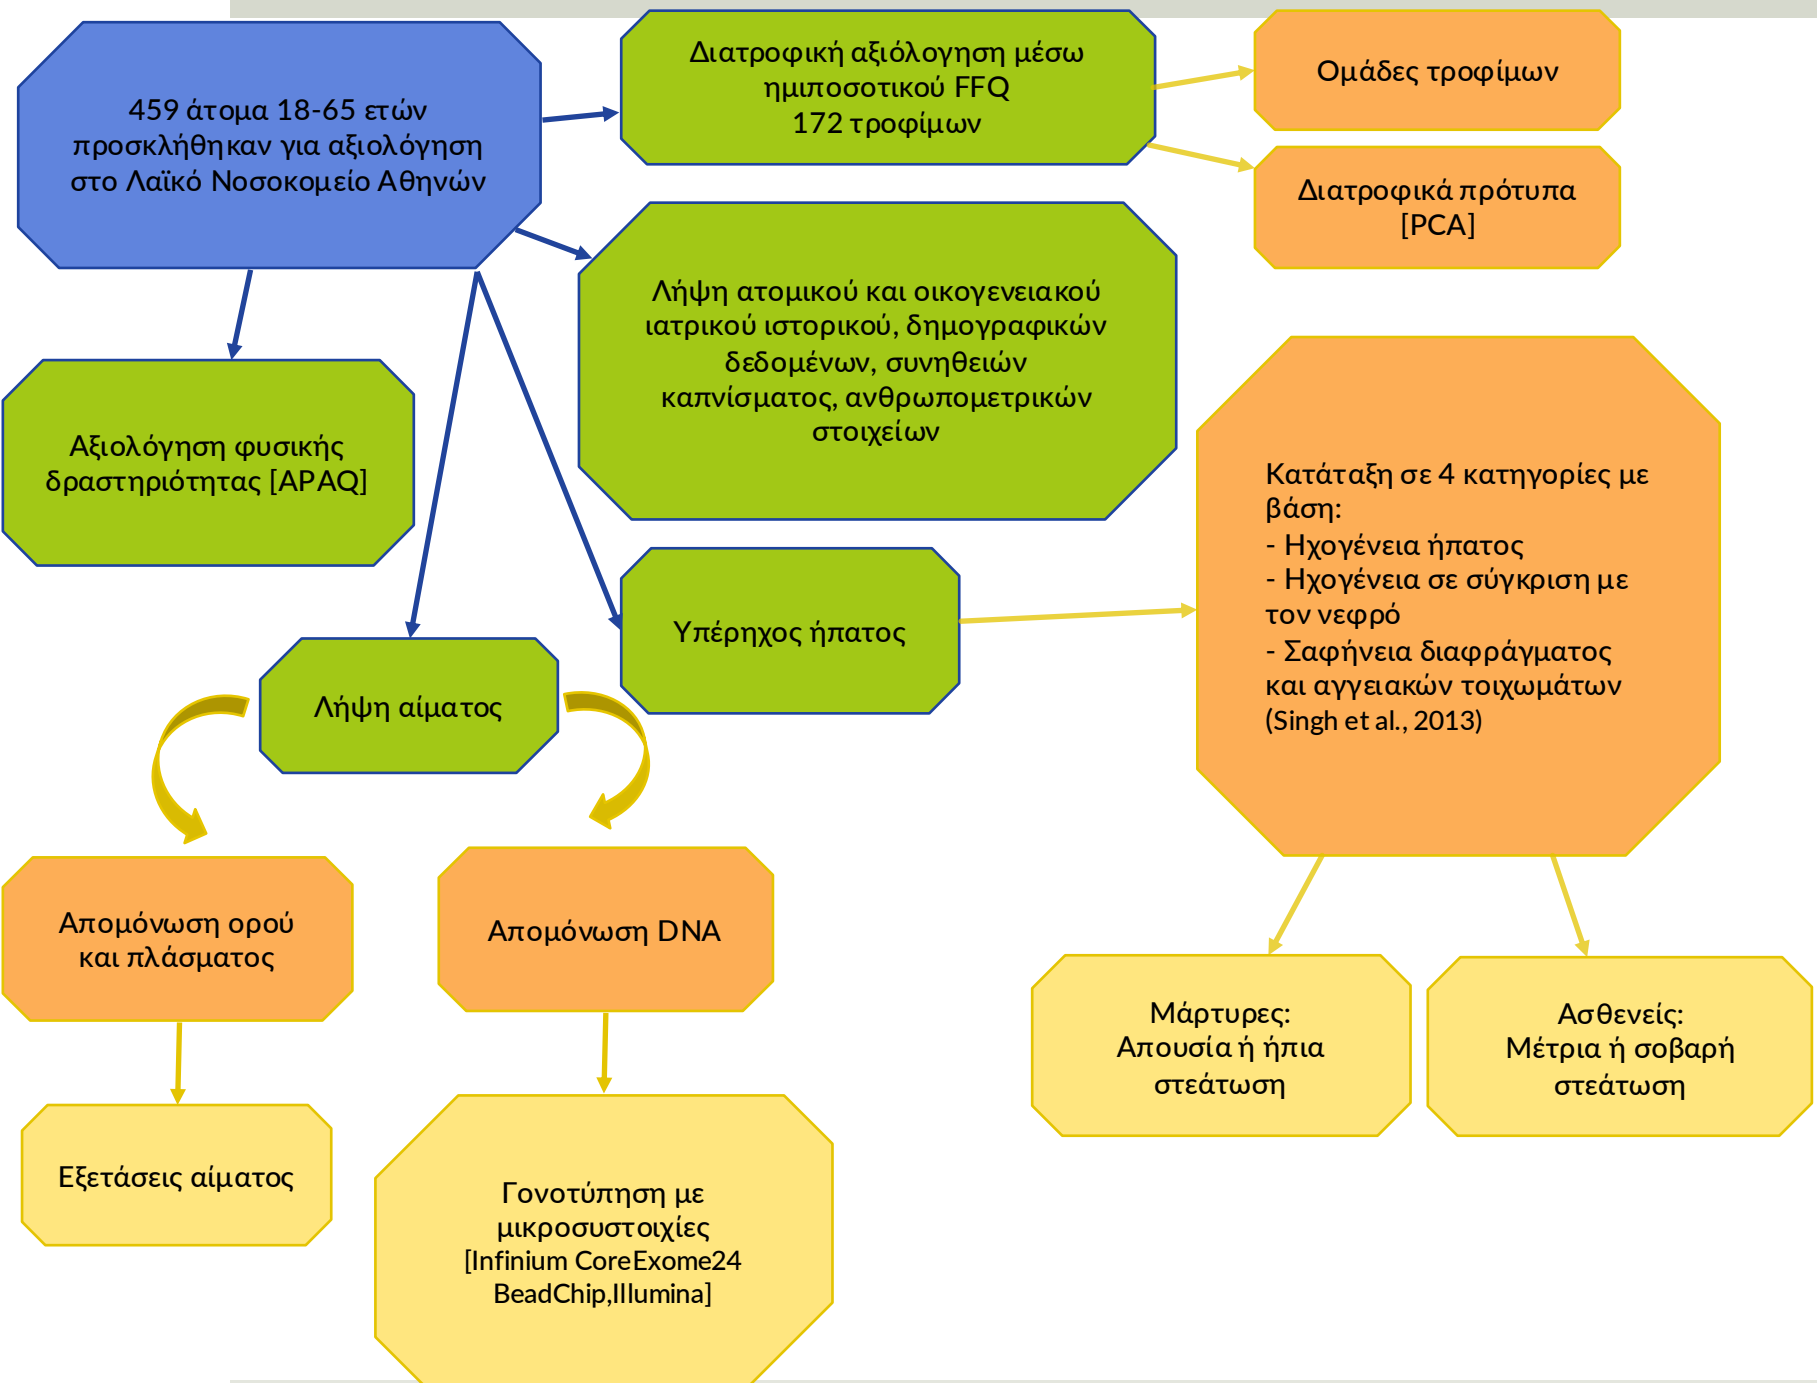 459 άτομα 18-65 ετών
προσκλήθηκαν για αξιολόγηση
στο Λαϊκό Νοσοκομείο Αθηνών
Διατροφική αξιόλογηση μέσω
ημιποσοτικού FFQ
172 τροφίμων
Ομάδες τροφίμων
Διατροφικά πρότυπα
[PCA]
Λήψη ατομικού και οικογενειακού
ιατρικού ιστορικού, δημογραφικών
δεδομένων, συνηθειών
καπνίσματος, ανθρωπομετρικών
στοιχείων
Αξιολόγηση φυσικής
δραστηριότητας [APAQ]
Κατάταξη σε 4 κατηγορίες με
βάση:
- Ηχογένεια ήπατος
- Ηχογένεια σε σύγκριση με
τον νεφρό
- Σαφήνεια διαφράγματος
και αγγειακών τοιχωμάτων
(Singh et al., 2013)
Υπέρηχος ήπατος
Λήψη αίματος
Απομόνωση ορού
και πλάσματος
Απομόνωση DNA
Μάρτυρες:
Απουσία ή ήπια
στεάτωση
Ασθενείς:
Μέτρια ή σοβαρή
στεάτωση
Εξετάσεις αίματος
Γονοτύπηση με
μικροσυστοιχίες
[Infinium CoreExome24
BeadChip,Illumina]